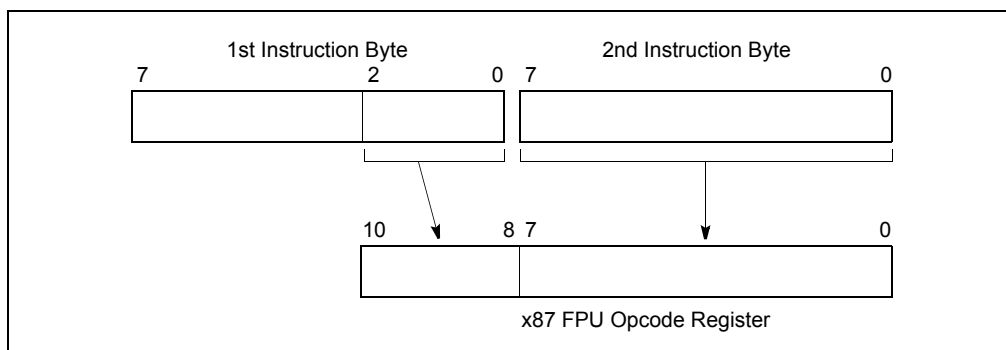 1st Instruction Byte 2nd Instruction Byte
7 2 0 7 0
10 8 7 0
x87 FPU Opcode Register